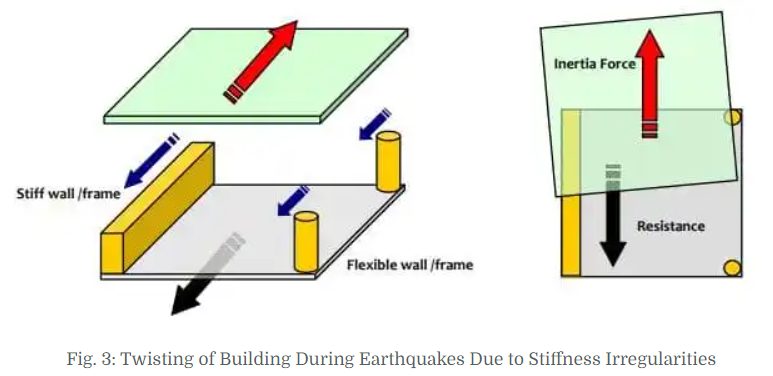 Inertia Force
Stiff wall /frame
Resistance
Flexible wall /frame
Fig. 3: Twisting of Building During Earthquakes Due to Stiffness Irregularities